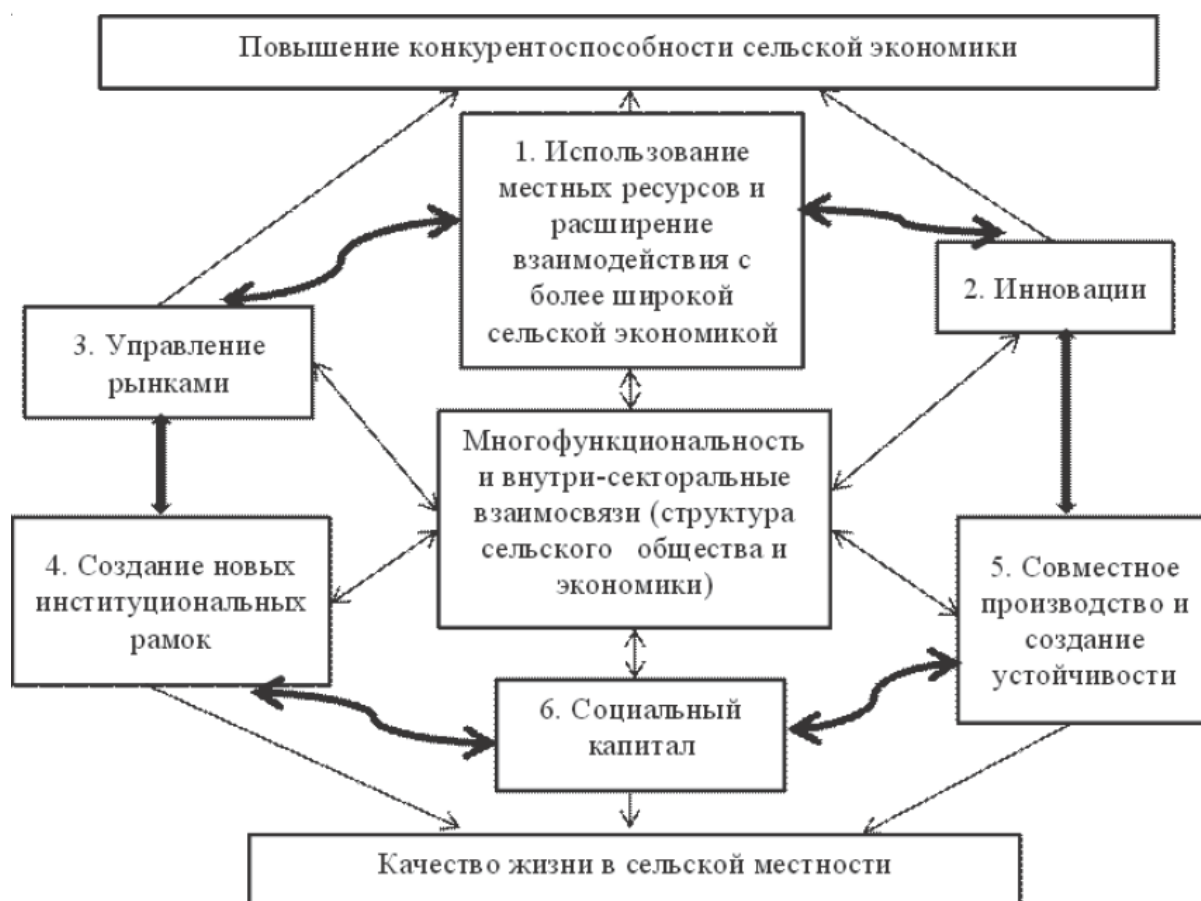 Повышение конкурентоспособности сельской экономики
1. Использование
местных ресурсов и
расширение
взаимодействия с
более широкой
сельской экономикой
2. Инновации
3. Управление
рынками
Многофункциональность
и внутри-секторальные
взаимосвязи (структура
сельского общества и
экономики)
4. Создание новых
институциональных
рамок
5. Совместное
производство и
создание
устойчивости
6. Социальный
капитал
Качество жизни в сельской местности